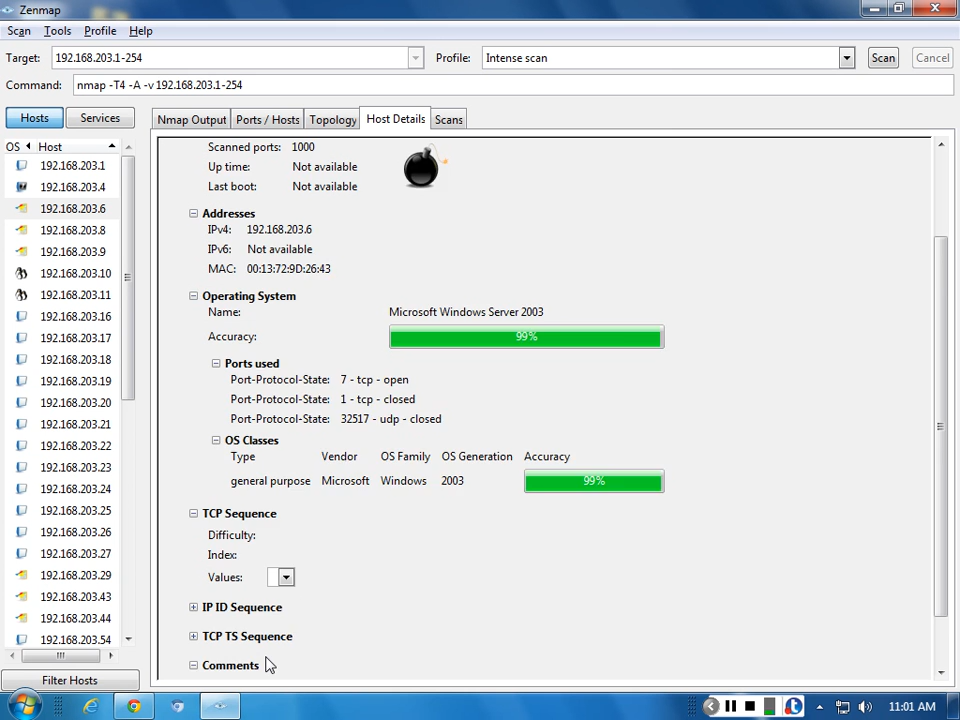 Zenmap
Scan Tools Profile Help
Target: 192.168.203.1-254 Profile: Intense scan Scan Cancel
Command: nmap -T4 -A -v 192.168.203.1-254
Hosts Services Nmap Output Ports / Hosts Topology Host Details Scans
OS Host
192.168.203.1
192.168.203.4
192.168.203.6
192.168.203.8
192.168.203.9
192.168.203.10
192.168.203.11
192.168.203.16
192.168.203.17
192.168.203.18
192.168.203.19
192.168.203.20
192.168.203.21
192.168.203.22
192.168.203.23
192.168.203.24
192.168.203.25
192.168.203.26
192.168.203.27
192.168.203.29
192.168.203.43
192.168.203.44
192.168.203.54
Filter Hosts
Scanned ports: 1000
Up time: Not available
Last boot: Not available
Addresses
IPv4: 192.168.203.6
IPv6: Not available
MAC: 00:13:72:9D:26:43
Operating System
Name: Microsoft Windows Server 2003
Accuracy: 99%
Ports used
Port-Protocol-State: 7 - tcp - open
Port-Protocol-State: 1 - tcp - closed
Port-Protocol-State: 32517 - udp - closed
OS Classes
Type Vendor OS Family OS Generation Accuracy
general purpose Microsoft Windows 2003 99%
TCP Sequence
Difficulty:
Index:
Values:
IP ID Sequence
TCP TS Sequence
Comments
11:01 AM